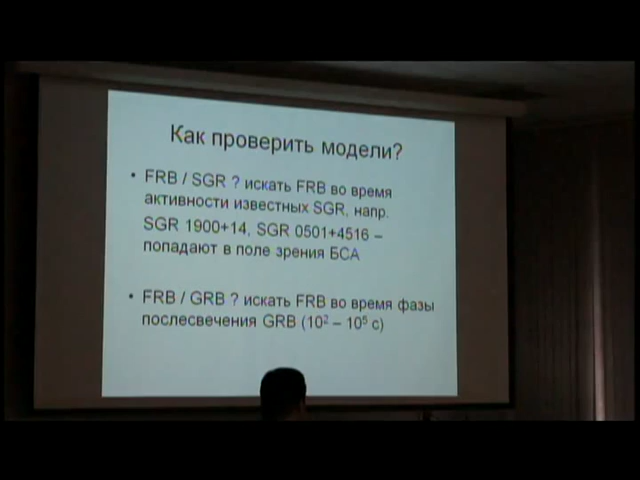 Как проверить модели?
• FRB / SGR ? искать FRB во время
активности известных SGR, напр.
SGR 1900+14, SGR 0501+4516 –
попадают в поле зрения БСА
• FRB / GRB ? искать FRB во время фазы
послесвечения GRB (10² – 10⁵ с)